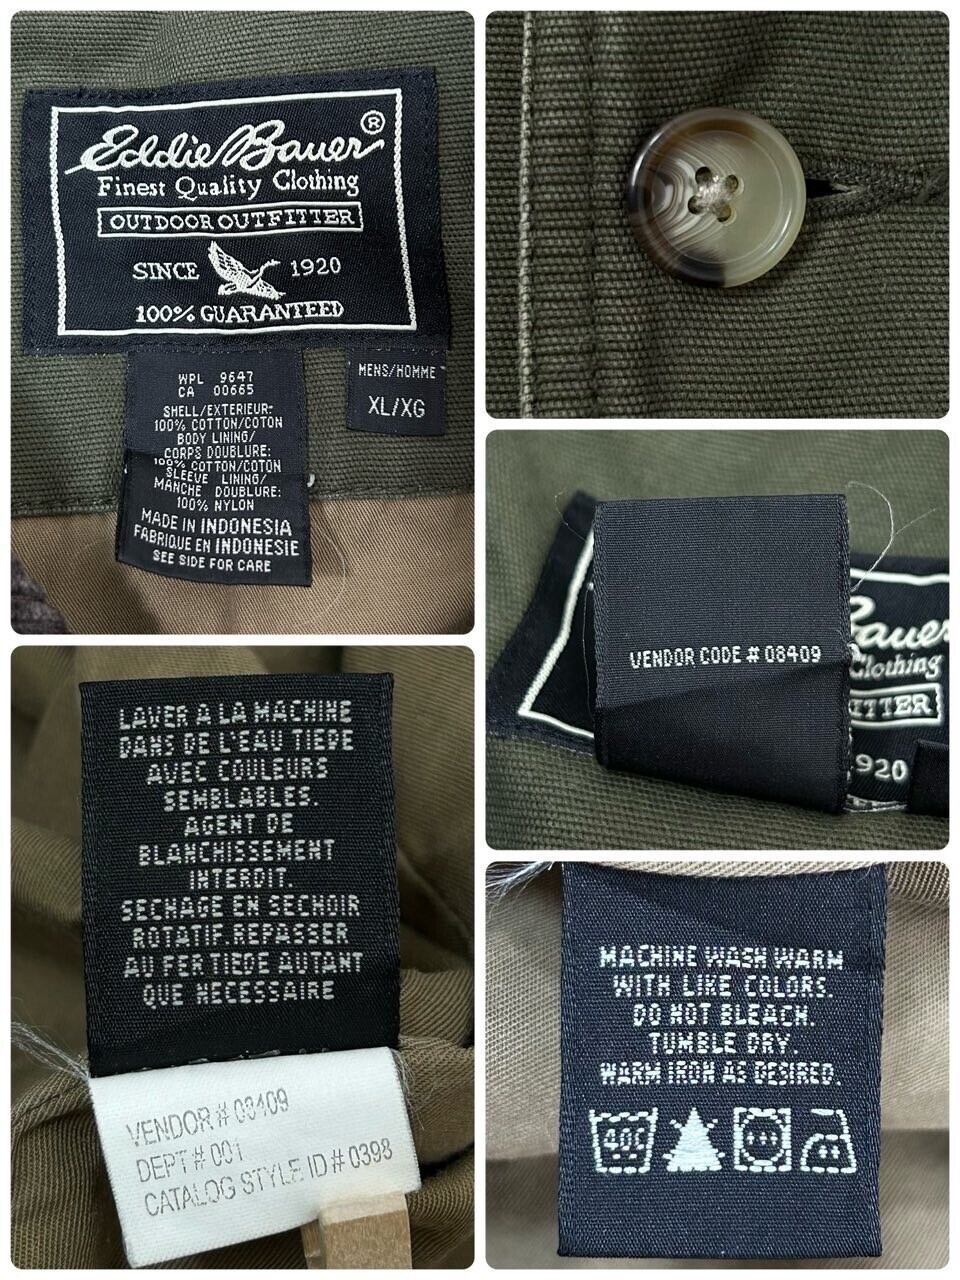 Eddie Bauer®
Finest Quality Clothing
OUTDOOR OUTFITTER
SINCE 1920
100% GUARANTEED
WPL 9647
CA 00665
SHELL/EXTERIEUR:
100% COTTON/COTON
BODY LINING/
CORPS DOUBLURE:
100% COTTON/COTON
SLEEVE LINING/
MANCHE DOUBLURE:
100% NYLON
MADE IN INDONESIA
FABRIQUE EN INDONESIE
SEE SIDE FOR CARE
MENS/HOMME
XL/XG
VENDOR CODE # 08409
Bauer
Clothing
ITTER
1920
LAVER A LA MACHINE
DANS DE L'EAU TIEDE
AVEC COULEURS
SEMBLABLES.
AGENT DE
BLANCHISSEMENT
INTERDIT.
SECHAGE EN SECHOIR
ROTATIF.REPASSER
AU FER TIEDE AUTANT
QUE NECESSAIRE
VENDOR # 08409
DEPT # 001
CATALOG STYLE ID # 0398
MACHINE WASH WARM
WITH LIKE COLORS.
DO NOT BLEACH.
TUMBLE DRY.
WARM IRON AS DESIRED.
40C